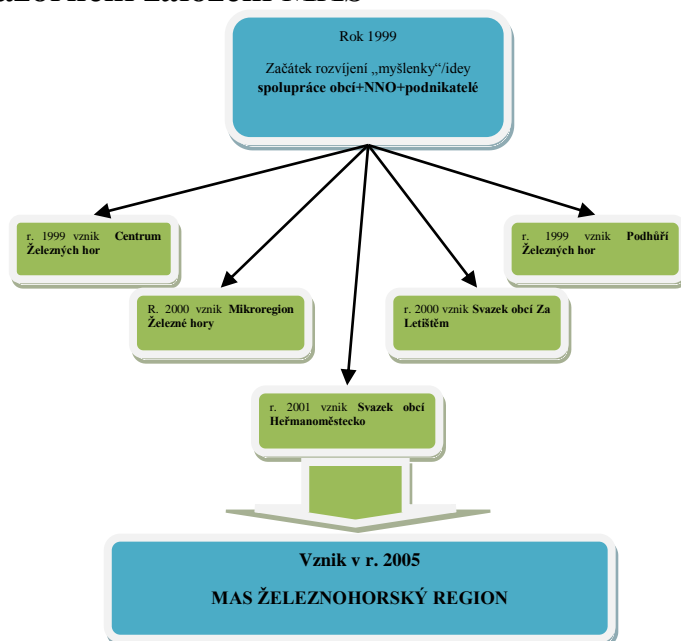 založení MAS
Rok 1999
Začátek rozvíjení „myšlenky"/idey
spolupráce obcí+NNO+podnikatelé
r. 1999 vznik Centrum
Železných hor
r. 1999 vznik Podhůří
Železných hor
R. 2000 vznik Mikroregion
Železné hory
r. 2000 vznik Svazek obcí Za
Letištěm
r. 2001 vznik Svazek obcí
Heřmanoměstecko
Vznik v r. 2005
MAS ŽELEZNOHORSKÝ REGION